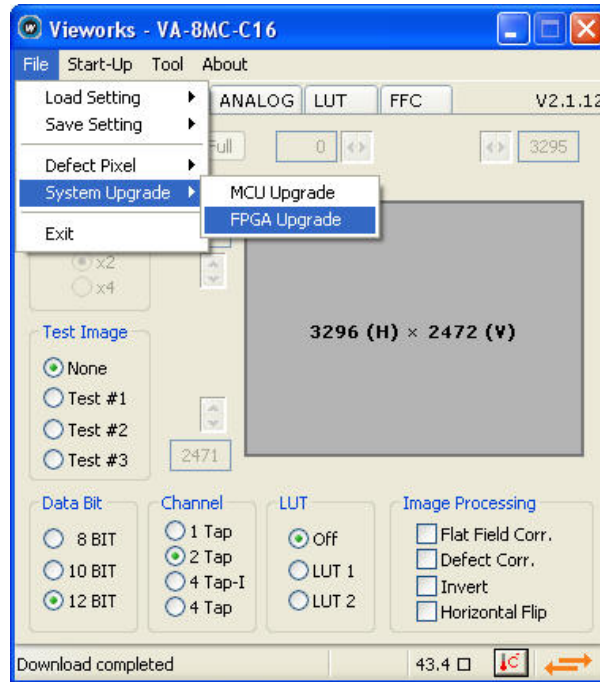 Vieworks - VA-8MC-C16
File Start-Up Tool About
Load Setting
Save Setting
Defect Pixel
System Upgrade
Exit
MCU Upgrade
FPGA Upgrade
ANALOG LUT FFC V2.1.12
Full 0 3295
x2
x4
3296 (H) × 2472 (V)
Test Image
None
Test #1
Test #2
Test #3
2471
Data Bit
8 BIT
10 BIT
12 BIT
Channel
1 Tap
2 Tap
4 Tap-I
4 Tap
LUT
Off
LUT 1
LUT 2
Image Processing
Flat Field Corr.
Defect Corr.
Invert
Horizontal Flip
Download completed 43.4 □ °C